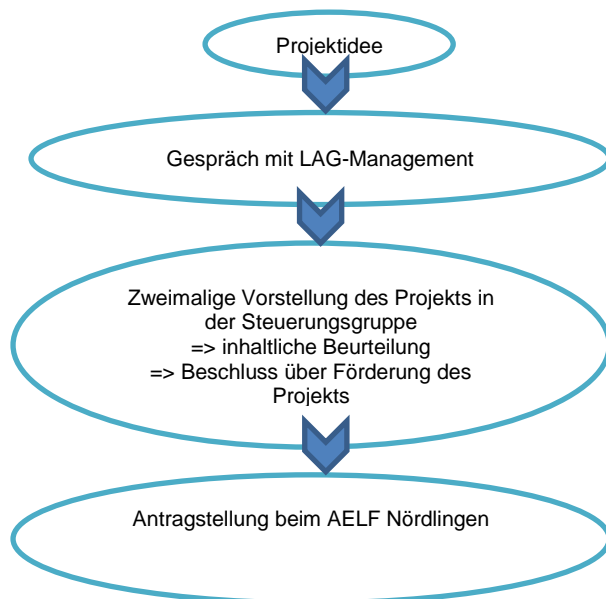 Projektidee
Gespräch mit LAG-Management
Zweimalige Vorstellung des Projekts in
der Steuerungsgruppe
=> inhaltliche Beurteilung
=> Beschluss über Förderung des
Projekts
Antragstellung beim AELF Nördlingen